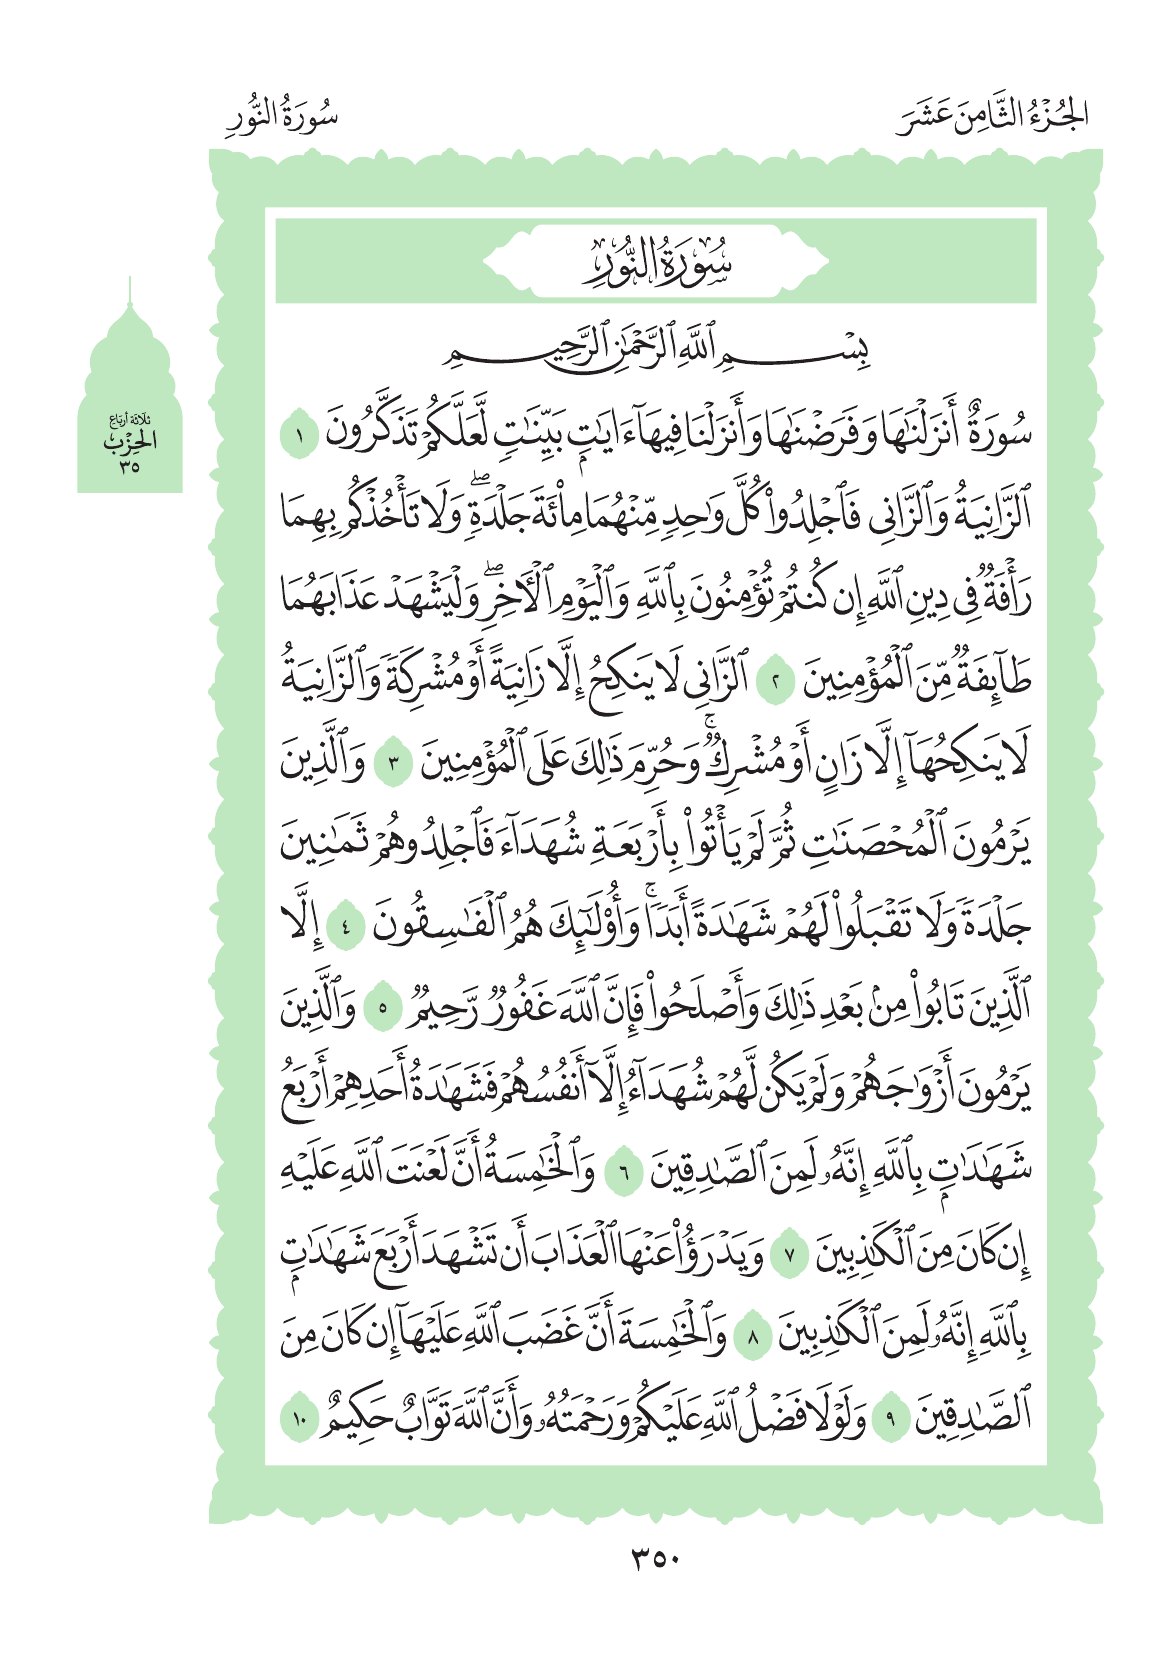 الجُزْءُ الثَّامِنَ عَشَرَ
سُورَةُ النُّورِ
سُورَةُ النُّورِ
بِسْمِ ٱللَّهِ ٱلرَّحْمَٰنِ ٱلرَّحِيمِ
سُورَةٌ أَنزَلْنَٰهَا وَفَرَضْنَٰهَا وَأَنزَلْنَا فِيهَآ ءَايَٰتٍۭ بَيِّنَٰتٍ لَّعَلَّكُمْ تَذَكَّرُونَ ١
ٱلزَّانِيَةُ وَٱلزَّانِى فَٱجْلِدُوا۟ كُلَّ وَٰحِدٍ مِّنْهُمَا مِا۟ئَةَ جَلْدَةٍ ۖ وَلَا تَأْخُذْكُم بِهِمَا
رَأْفَةٌ فِى دِينِ ٱللَّهِ إِن كُنتُمْ تُؤْمِنُونَ بِٱللَّهِ وَٱلْيَوْمِ ٱلْءَاخِرِ ۖ وَلْيَشْهَدْ عَذَابَهُمَا
طَآئِفَةٌ مِّنَ ٱلْمُؤْمِنِينَ ٢ ٱلزَّانِى لَا يَنكِحُ إِلَّا زَانِيَةً أَوْ مُشْرِكَةً وَٱلزَّانِيَةُ
لَا يَنكِحُهَآ إِلَّا زَانٍ أَوْ مُشْرِكٌ ۚ وَحُرِّمَ ذَٰلِكَ عَلَى ٱلْمُؤْمِنِينَ ٣ وَٱلَّذِينَ
يَرْمُونَ ٱلْمُحْصَنَٰتِ ثُمَّ لَمْ يَأْتُوا۟ بِأَرْبَعَةِ شُهَدَآءَ فَٱجْلِدُوهُمْ ثَمَٰنِينَ
جَلْدَةً وَلَا تَقْبَلُوا۟ لَهُمْ شَهَٰدَةً أَبَدًا ۚ وَأُو۟لَٰٓئِكَ هُمُ ٱلْفَٰسِقُونَ ٤ إِلَّا
ٱلَّذِينَ تَابُوا۟ مِنۢ بَعْدِ ذَٰلِكَ وَأَصْلَحُوا۟ فَإِنَّ ٱللَّهَ غَفُورٌ رَّحِيمٌ ٥ وَٱلَّذِينَ
يَرْمُونَ أَزْوَٰجَهُمْ وَلَمْ يَكُن لَّهُمْ شُهَدَآءُ إِلَّآ أَنفُسُهُمْ فَشَهَٰدَةُ أَحَدِهِمْ أَرْبَعُ
شَهَٰدَٰتٍۭ بِٱللَّهِ إِنَّهُۥ لَمِنَ ٱلصَّٰدِقِينَ ٦ وَٱلْخَٰمِسَةُ أَنَّ لَعْنَتَ ٱللَّهِ عَلَيْهِ
إِن كَانَ مِنَ ٱلْكَٰذِبِينَ ٧ وَيَدْرَؤُا۟ عَنْهَا ٱلْعَذَابَ أَن تَشْهَدَ أَرْبَعَ شَهَٰدَٰتٍۭ
بِٱللَّهِ إِنَّهُۥ لَمِنَ ٱلْكَٰذِبِينَ ٨ وَٱلْخَٰمِسَةَ أَنَّ غَضَبَ ٱللَّهِ عَلَيْهَآ إِن كَانَ مِنَ
ٱلصَّٰدِقِينَ ٩ وَلَوْلَا فَضْلُ ٱللَّهِ عَلَيْكُمْ وَرَحْمَتُهُۥ وَأَنَّ ٱللَّهَ تَوَّابٌ حَكِيمٌ ١٠
ثلاثة أرباع
الحِزْب
٣٥
٣٥٠